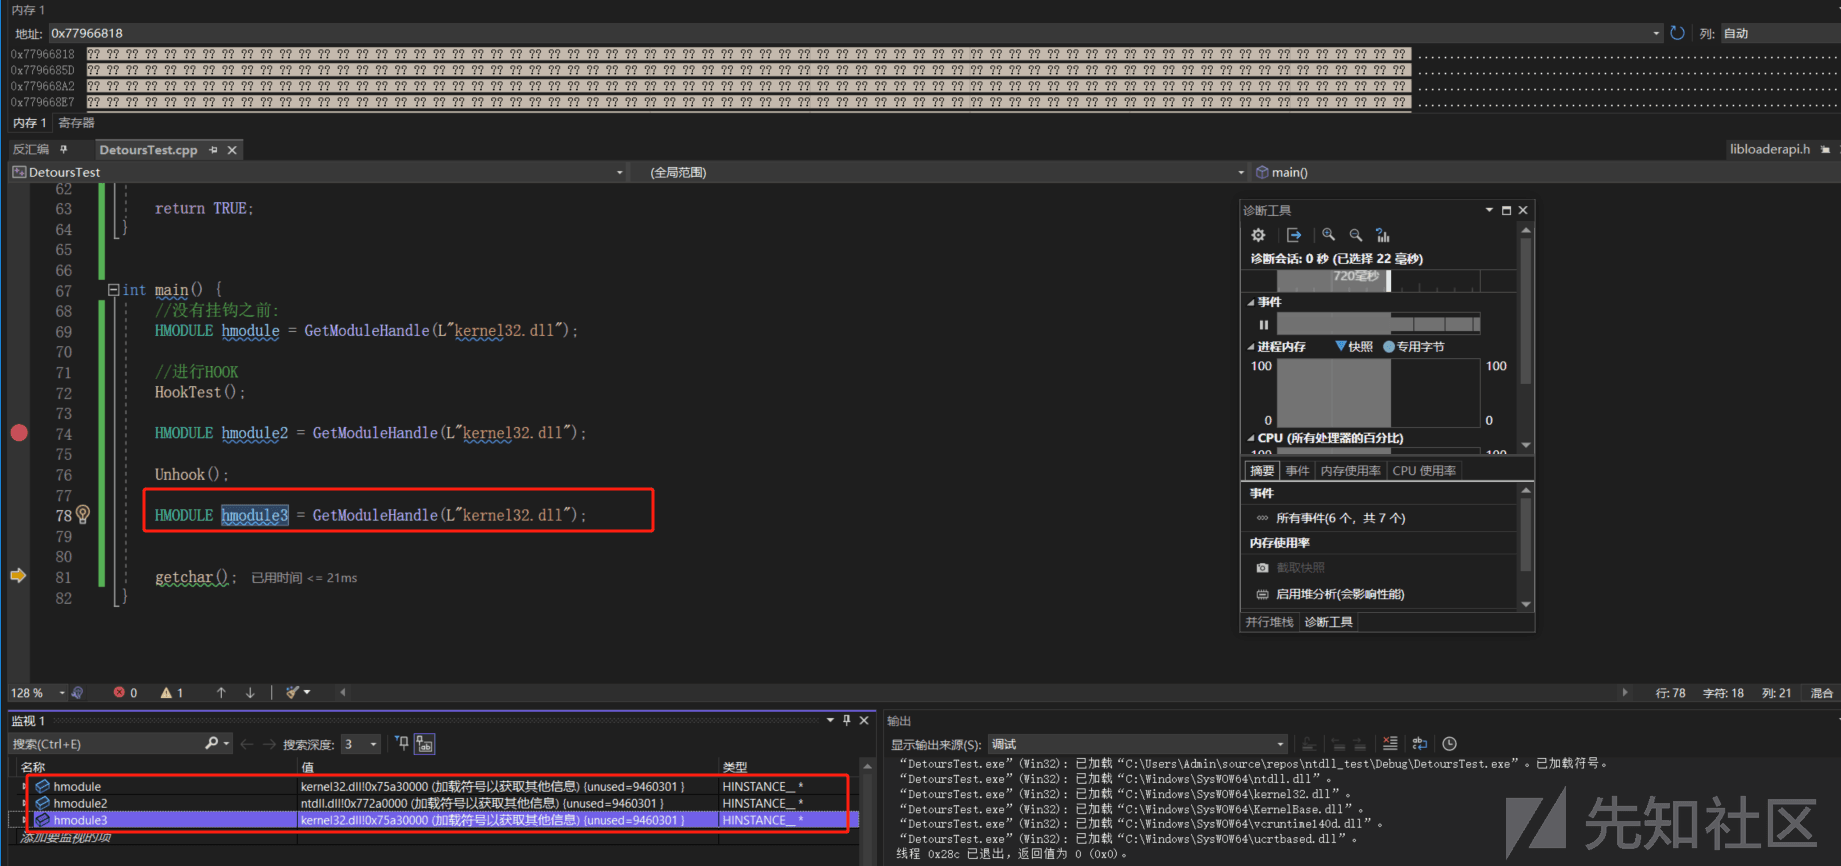 内存 1
地址: 0x77966818 列: 自动
0x77966818 ?? ?? ?? ?? ?? ?? ?? ?? ?? ?? ?? ?? ?? ?? ?? ?? ?? ?? ?? ?? ?? ?? ?? ?? ?? ?? ?? ?? ?? ?? ?? ?? ?? ?? ?? ?? ?? ?? ?? ?? ?? ?? ?? ?? ?? ?? ?? ?? ?? ?? ?? ?? ?? ?? ?? ?? ?? ?? ?? ?? ?? ?? ?? ?? ?? ?? ?? ?? ??
0x7796685D ?? ?? ?? ?? ?? ?? ?? ?? ?? ?? ?? ?? ?? ?? ?? ?? ?? ?? ?? ?? ?? ?? ?? ?? ?? ?? ?? ?? ?? ?? ?? ?? ?? ?? ?? ?? ?? ?? ?? ?? ?? ?? ?? ?? ?? ?? ?? ?? ?? ?? ?? ?? ?? ?? ?? ?? ?? ?? ?? ?? ?? ?? ?? ?? ?? ?? ?? ?? ??
0x779668A2 ?? ?? ?? ?? ?? ?? ?? ?? ?? ?? ?? ?? ?? ?? ?? ?? ?? ?? ?? ?? ?? ?? ?? ?? ?? ?? ?? ?? ?? ?? ?? ?? ?? ?? ?? ?? ?? ?? ?? ?? ?? ?? ?? ?? ?? ?? ?? ?? ?? ?? ?? ?? ?? ?? ?? ?? ?? ?? ?? ?? ?? ?? ?? ?? ?? ?? ?? ?? ??
0x779668E7 ?? ?? ?? ?? ?? ?? ?? ?? ?? ?? ?? ?? ?? ?? ?? ?? ?? ?? ?? ?? ?? ?? ?? ?? ?? ?? ?? ?? ?? ?? ?? ?? ?? ?? ?? ?? ?? ?? ?? ?? ?? ?? ?? ?? ?? ?? ?? ?? ?? ?? ?? ?? ?? ?? ?? ?? ?? ?? ?? ?? ?? ?? ?? ?? ?? ?? ?? ?? ??
内存 1 寄存器
反汇编 DetoursTest.cpp libloaderapi.h
DetoursTest (全局范围) main()
62
63 return TRUE;
64 }
65
66
67 int main() {
68 //没有挂钩之前:
69 HMODULE hmodule = GetModuleHandle(L"kernel32.dll");
70
71 //进行HOOK
72 HookTest();
73
74 HMODULE hmodule2 = GetModuleHandle(L"kernel32.dll");
75
76 Unhook();
77
78 HMODULE hmodule3 = GetModuleHandle(L"kernel32.dll");
79
80
81 getchar(); 已用时间 <= 21ms
82 }
诊断工具
诊断会话: 0 秒 (已选择 22 毫秒)
720毫秒
事件
进程内存 快照 专用字节
100 100
0 0
CPU (所有处理器的百分比)
100 100
摘要 事件 内存使用率 CPU 使用率
事件
所有事件(6 个，共 7 个)
内存使用率
截取快照
启用堆分析(会影响性能)
并行堆栈 诊断工具
128 % 0 1 行: 78 字符: 18 列: 21 混合
监视 1
搜索(Ctrl+E) 搜索深度: 3
名称 值 类型
hmodule kernel32.dll!0x75a30000 (加载符号以获取其他信息) {unused=9460301 } HINSTANCE__ *
hmodule2 ntdll.dll!0x772a0000 (加载符号以获取其他信息) {unused=9460301 } HINSTANCE__ *
hmodule3 kernel32.dll!0x75a30000 (加载符号以获取其他信息) {unused=9460301 } HINSTANCE__ *
添加要监视的项
输出
显示输出来源(S): 调试
“DetoursTest.exe”(Win32): 已加载“C:\Users\Admin\source\repos\ntdll_test\Debug\DetoursTest.exe”。已加载符号。
“DetoursTest.exe”(Win32): 已加载“C:\Windows\SysWOW64\ntdll.dll”。
“DetoursTest.exe”(Win32): 已加载“C:\Windows\SysWOW64\kernel32.dll”。
“DetoursTest.exe”(Win32): 已加载“C:\Windows\SysWOW64\KernelBase.dll”。
“DetoursTest.exe”(Win32): 已加载“C:\Windows\SysWOW64\vcruntime140d.dll”。
“DetoursTest.exe”(Win32): 已加载“C:\Windows\SysWOW64\ucrtbased.dll”。
线程 0x28c 已退出，返回值为 0 (0x0)。
先知社区